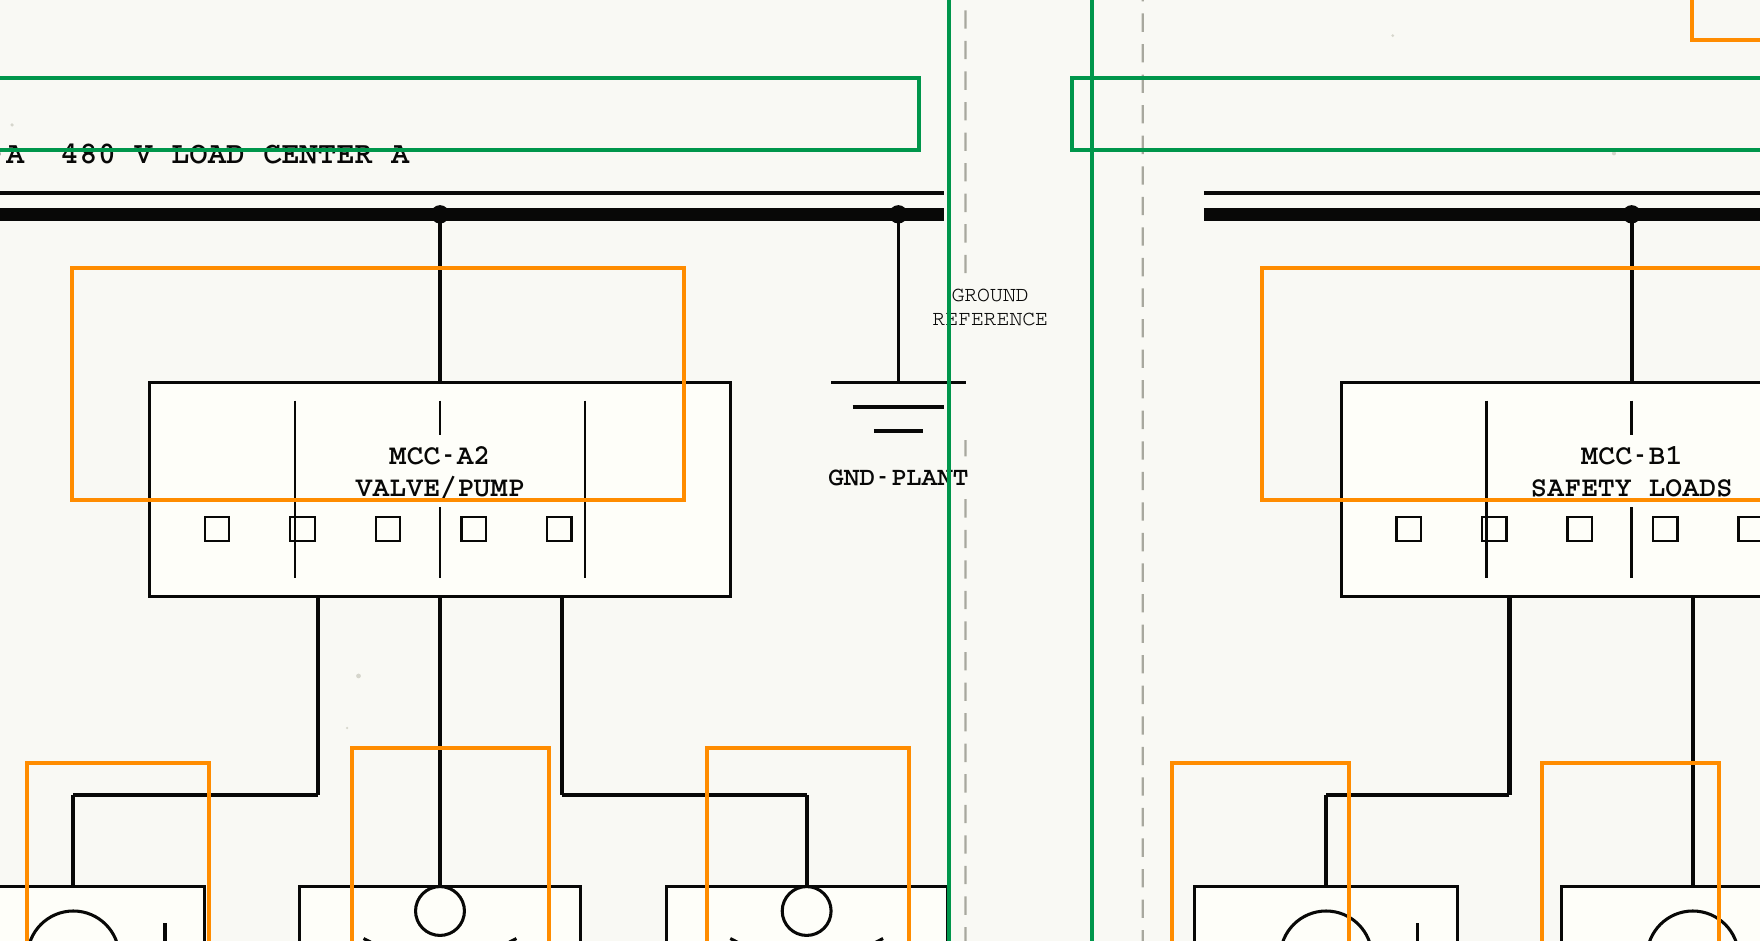 A  480 V LOAD CENTER A
GROUND
REFERENCE
MCC-A2
VALVE/PUMP
GND-PLANT
MCC-B1
SAFETY LOADS